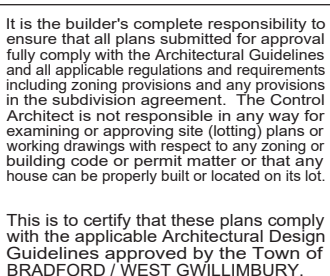 It is the builder's complete responsibility to
ensure that all plans submitted for approval
fully comply with the Architectural Guidelines
and all applicable regulations and requirements
including zoning provisions and any provisions
in the subdivision agreement. The Control
Architect is not responsible in any way for
examining or approving site (lotting) plans or
working drawings with respect to any zoning or
building code or permit matter or that any
house can be properly built or located on its lot.
This is to certify that these plans comply
with the applicable Architectural Design
Guidelines approved by the Town of
BRADFORD / WEST GWILLIMBURY.